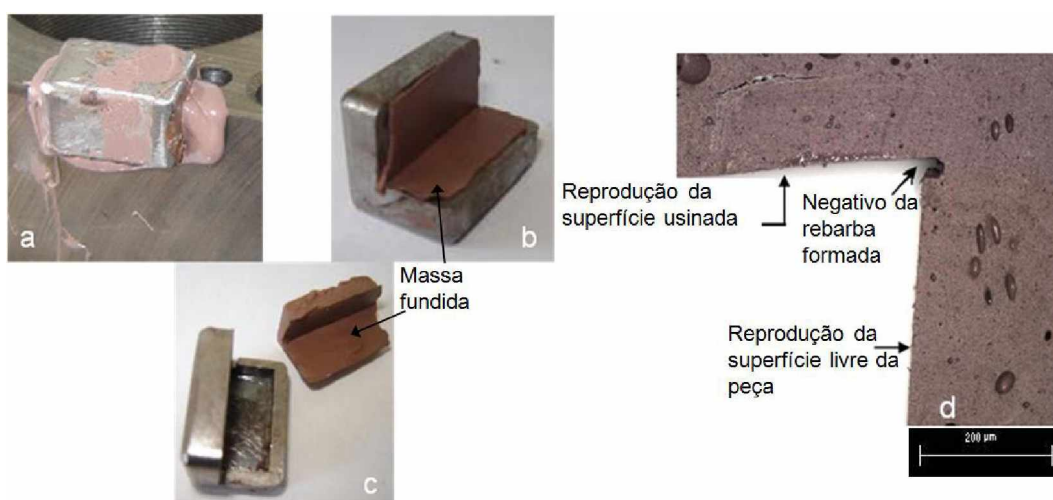 a
b
Massa
fundida
c
Reprodução da
superfície usinada
Negativo da
rebarba
formada
Reprodução da
superfície livre da
peça
d
200 µm